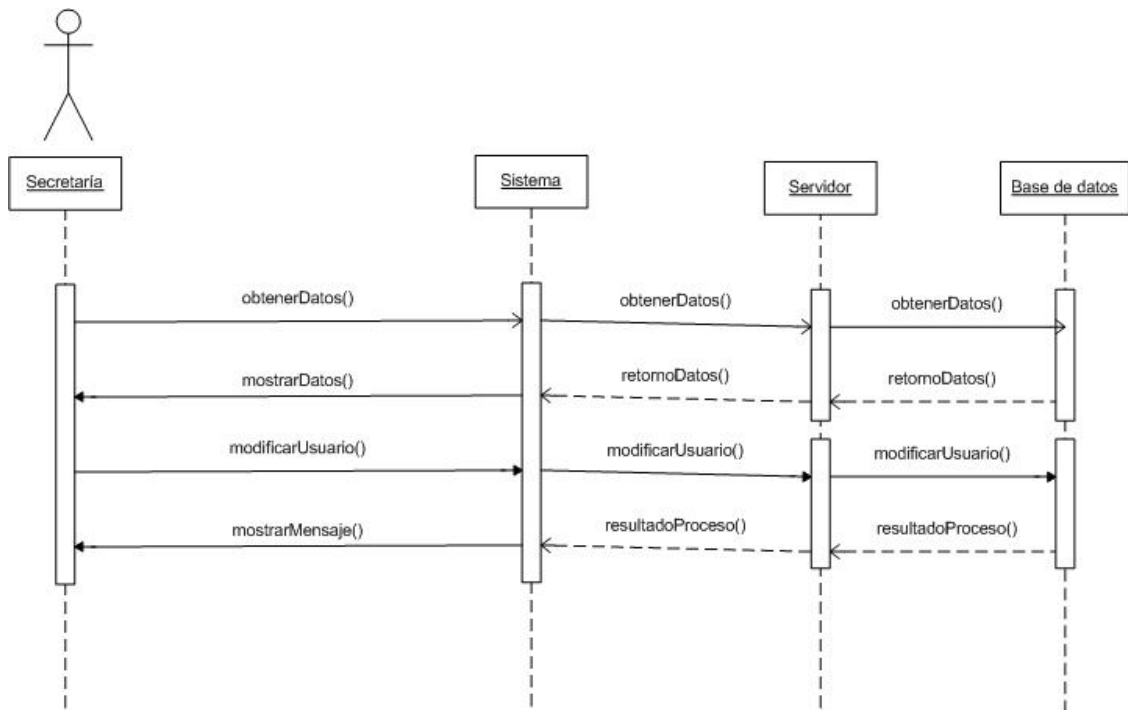 Secretaría
Sistema
Servidor
Base de datos
obtenerDatos()
obtenerDatos()
obtenerDatos()
mostrarDatos()
retornoDatos()
retornoDatos()
modificarUsuario()
modificarUsuario()
modificarUsuario()
mostrarMensaje()
resultadoProceso()
resultadoProceso()